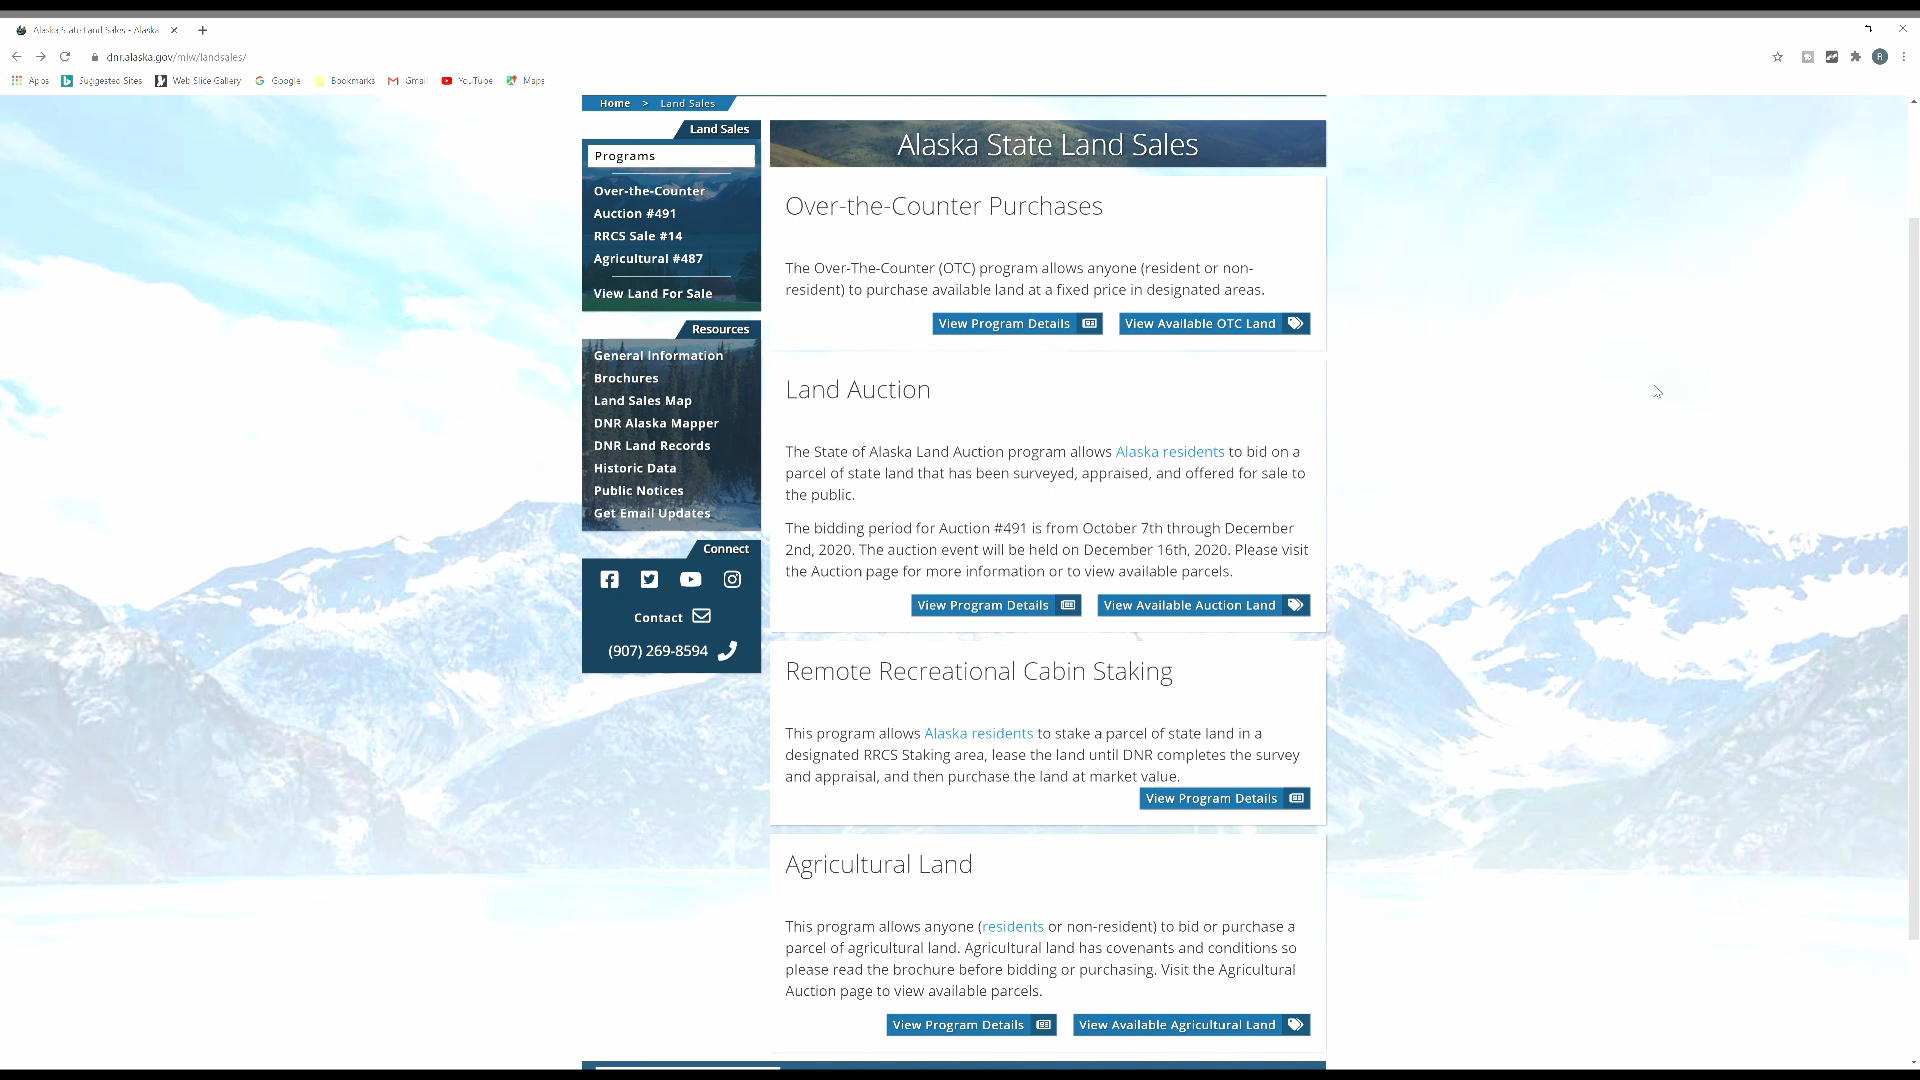 Alaska State Land Sales - Alaska
dnr.alaska.gov/mlw/landsales/
R
Apps Suggested Sites Web Slice Gallery Google Bookmarks Gmail YouTube Maps
Home > Land Sales
Land Sales
Programs
Over-the-Counter
Auction #491
RRCS Sale #14
Agricultural #487
View Land For Sale
Resources
General Information
Brochures
Land Sales Map
DNR Alaska Mapper
DNR Land Records
Historic Data
Public Notices
Get Email Updates
Connect
Contact
(907) 269-8594
Alaska State Land Sales
Over-the-Counter Purchases
The Over-The-Counter (OTC) program allows anyone (resident or non-
resident) to purchase available land at a fixed price in designated areas.
View Program Details View Available OTC Land
Land Auction
The State of Alaska Land Auction program allows Alaska residents to bid on a
parcel of state land that has been surveyed, appraised, and offered for sale to
the public.
The bidding period for Auction #491 is from October 7th through December
2nd, 2020. The auction event will be held on December 16th, 2020. Please visit
the Auction page for more information or to view available parcels.
View Program Details View Available Auction Land
Remote Recreational Cabin Staking
This program allows Alaska residents to stake a parcel of state land in a
designated RRCS Staking area, lease the land until DNR completes the survey
and appraisal, and then purchase the land at market value.
View Program Details
Agricultural Land
This program allows anyone (residents or non-resident) to bid or purchase a
parcel of agricultural land. Agricultural land has covenants and conditions so
please read the brochure before bidding or purchasing. Visit the Agricultural
Auction page to view available parcels.
View Program Details View Available Agricultural Land